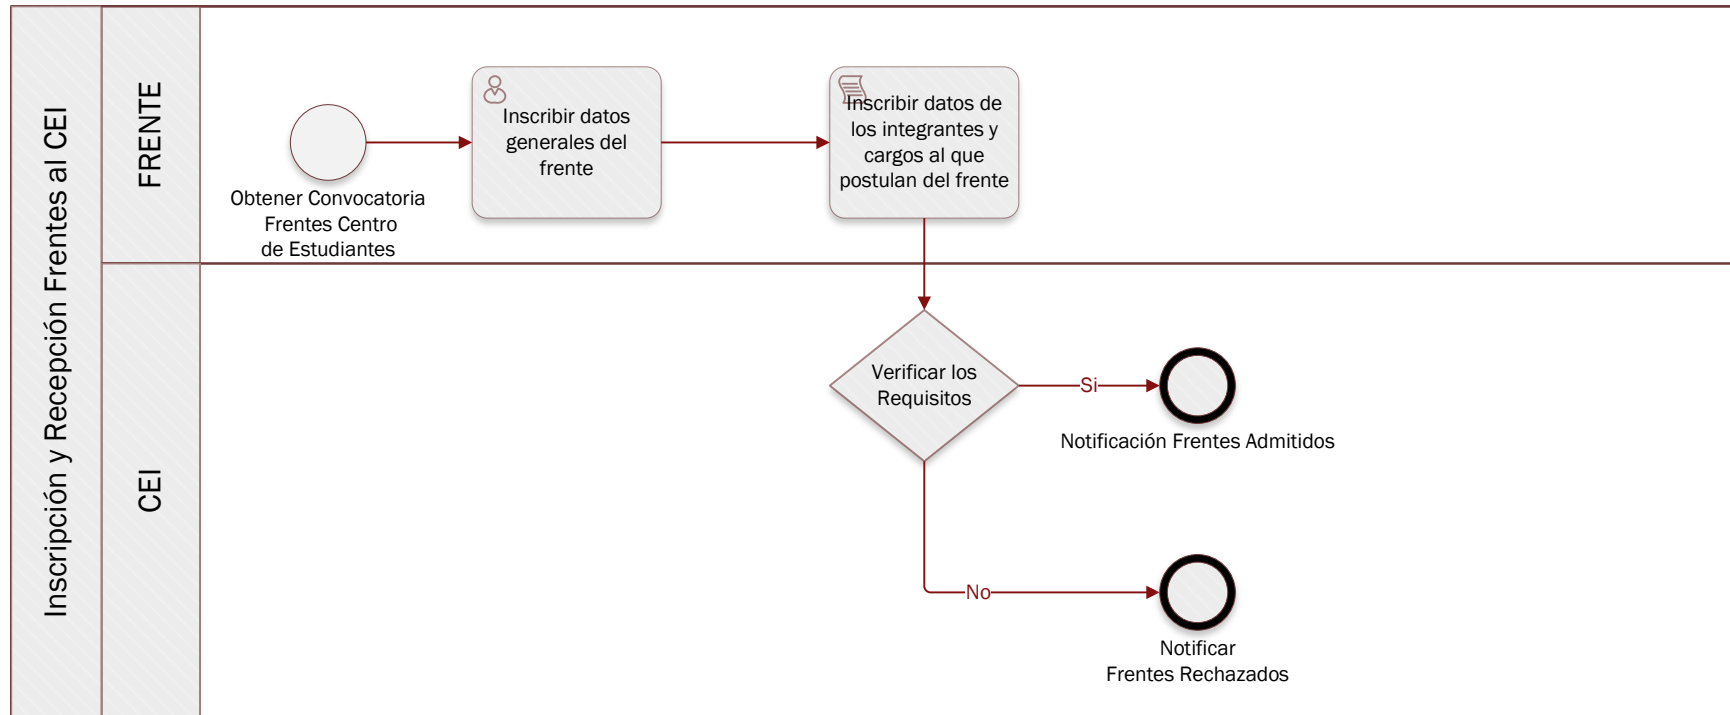 Inscripción y Recepción Frentes al CEI
FRENTE
Obtener Convocatoria
Frentes Centro
de Estudiantes
Inscribir datos
generales del
frente
Inscribir datos de
los integrantes y
cargos al que
postulan del frente
CEI
Verificar los
Requisitos
Si
Notificación Frentes Admitidos
No
Notificar
Frentes Rechazados